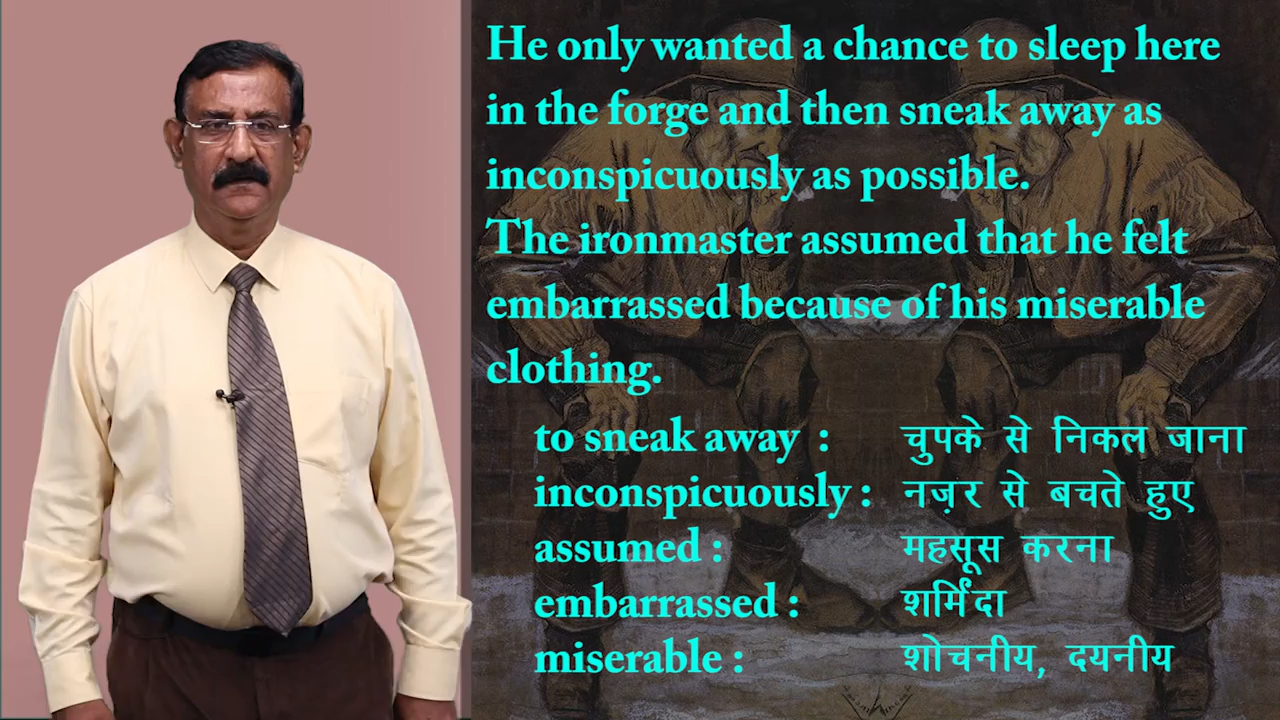 He only wanted a chance to sleep here
in the forge and then sneak away as
inconspicuously as possible.
The ironmaster assumed that he felt
embarrassed because of his miserable
clothing.
to sneak away : चुपके से निकल जाना
inconspicuously : नज़र से बचते हुए
assumed : महसूस करना
embarrassed : शर्मिंदा
miserable : शोचनीय, दयनीय